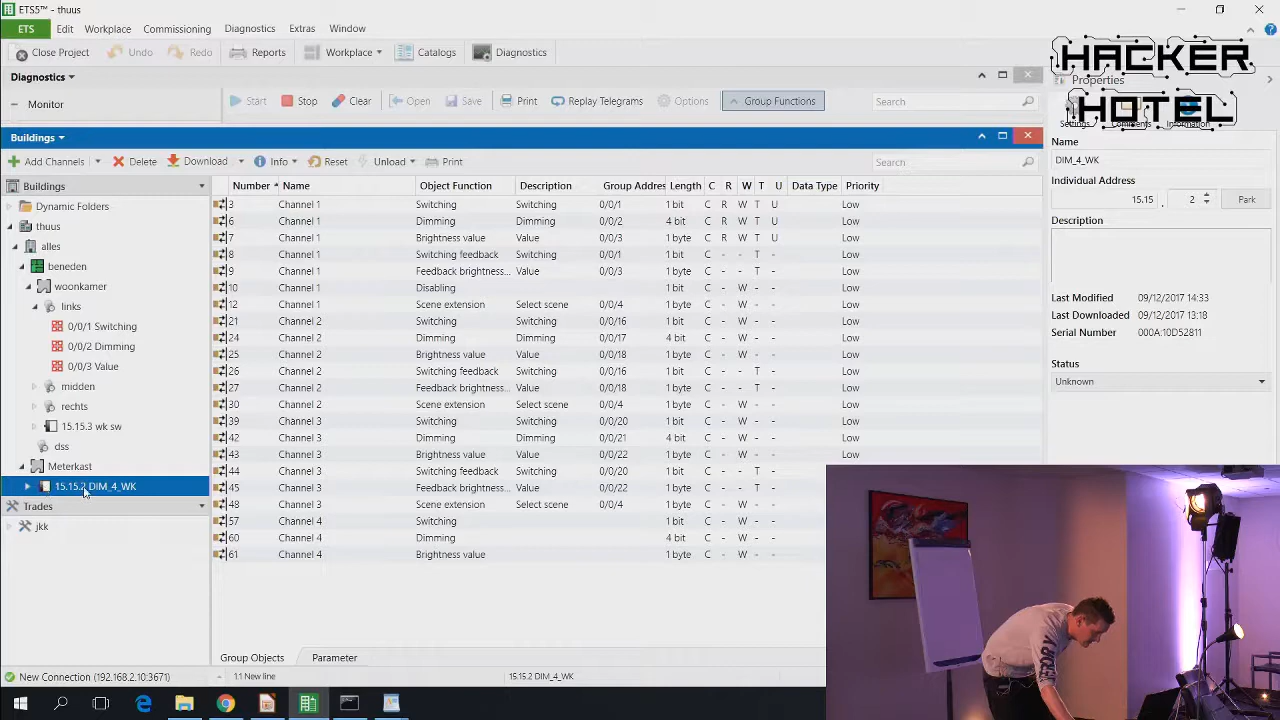 ETS5™ - thuus
ETS Edit Workplace Commissioning Diagnostics Extras Window
Close Project Undo Redo Reports Workplace Catalogs Diagnostics
HACKER
HOTEL
Diagnostics
Properties
Monitor Start Stop Clear Open Save Print Replay Telegrams Options Group Functions Search
Settings Comments Information
Buildings
Name
DIM_4_WK
Add Channels Delete Download Info Reset Unload Print Search
Individual Address
15.15 . 2 Park
Description
Last Modified 09/12/2017 14:33
Last Downloaded 09/12/2017 13:18
Serial Number 000A:10D52811
Status
Unknown
Buildings
Dynamic Folders
thuus
alles
beneden
woonkamer
links
0/0/1 Switching
0/0/2 Dimming
0/0/3 Value
midden
rechts
15.15.3 wk sw
dss
Meterkast
15.15.2 DIM_4_WK
Trades
jkk
Number Name Object Function Description Group Addres Length C R W T U Data Type Priority
3 Channel 1 Switching Switching 0/0/1 1 bit C R W T U Low
6 Channel 1 Dimming Dimming 0/0/2 4 bit C R W T U Low
7 Channel 1 Brightness value Value 0/0/3 1 byte C R W T U Low
8 Channel 1 Switching feedback Switching 0/0/1 1 bit C - - T - Low
9 Channel 1 Feedback brightness... Value 0/0/3 1 byte C - - T - Low
10 Channel 1 Disabling 1 bit C - W - - Low
12 Channel 1 Scene extension Select scene 0/0/4 1 byte C - W - - Low
21 Channel 2 Switching Switching 0/0/16 1 bit C - W - - Low
24 Channel 2 Dimming Dimming 0/0/17 4 bit C - W - - Low
25 Channel 2 Brightness value Value 0/0/18 1 byte C - W - - Low
26 Channel 2 Switching feedback Switching 0/0/16 1 bit C - - T - Low
27 Channel 2 Feedback brightness... Value 0/0/18 1 byte C - - T - Low
30 Channel 2 Scene extension Select scene 0/0/4 1 byte C - W - - Low
39 Channel 3 Switching Switching 0/0/20 1 bit C - W - - Low
42 Channel 3 Dimming Dimming 0/0/21 4 bit C - W - - Low
43 Channel 3 Brightness value Value 0/0/22 1 byte C - W - - Low
44 Channel 3 Switching feedback Switching 0/0/20 1 bit C - - T - Low
45 Channel 3 Feedback brightness... Value 0/0/22 1 byte C - - T -
48 Channel 3 Scene extension Select scene 0/0/4 1 byte C - W - -
57 Channel 4 Switching 1 bit C - W - -
60 Channel 4 Dimming 4 bit C - W - -
61 Channel 4 Brightness value 1 byte C - W - -
Group Objects Parameter
New Connection (192.168.2.10:3671) 1.1 New line 15.15.2 DIM_4_WK